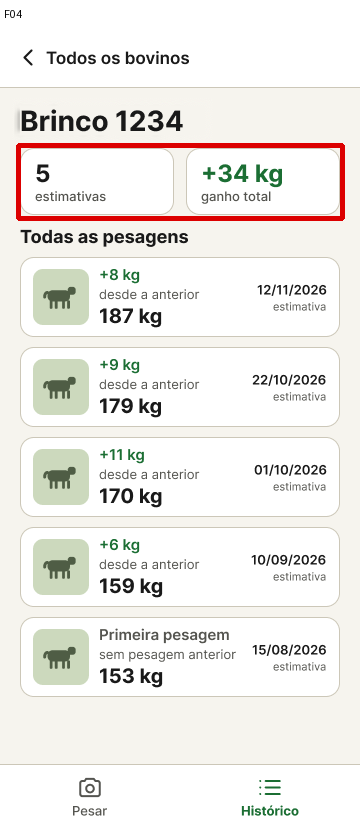 F04
Todos os bovinos
Brinco 1234
5
estimativas
+34 kg
ganho total
Todas as pesagens
+8 kg
desde a anterior
187 kg
12/11/2026
estimativa
+9 kg
desde a anterior
179 kg
22/10/2026
estimativa
+11 kg
desde a anterior
170 kg
01/10/2026
estimativa
+6 kg
desde a anterior
159 kg
10/09/2026
estimativa
Primeira pesagem
sem pesagem anterior
153 kg
15/08/2026
estimativa
Pesar
Histórico